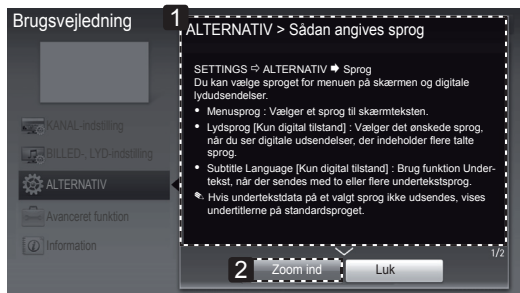 Brugsvejledning
1
ALTERNATIV > Sådan angives sprog
SETTINGS ⇨ ALTERNATIV ➡ Sprog
Du kan vælge sproget for menuen på skærmen og digitale
lydudsendelser.
• Menusprog : Vælger et sprog til skærmteksten.
• Lydsprog [Kun digital tilstand] : Vælger det ønskede sprog,
når du ser digitale udsendelser, der indeholder flere talte
sprog.
• Subtitle Language [Kun digital tilstand] : Brug funktion Under-
tekst, når der sendes med to eller flere undertekstsprog.
Hvis undertekstdata på et valgt sprog ikke udsendes, vises
undertitlerne på standardsproget.
KANAL-indstilling
BILLED-, LYD-indstilling
ALTERNATIV
Avanceret funktion
Information
1/2
2
Zoom ind
Luk